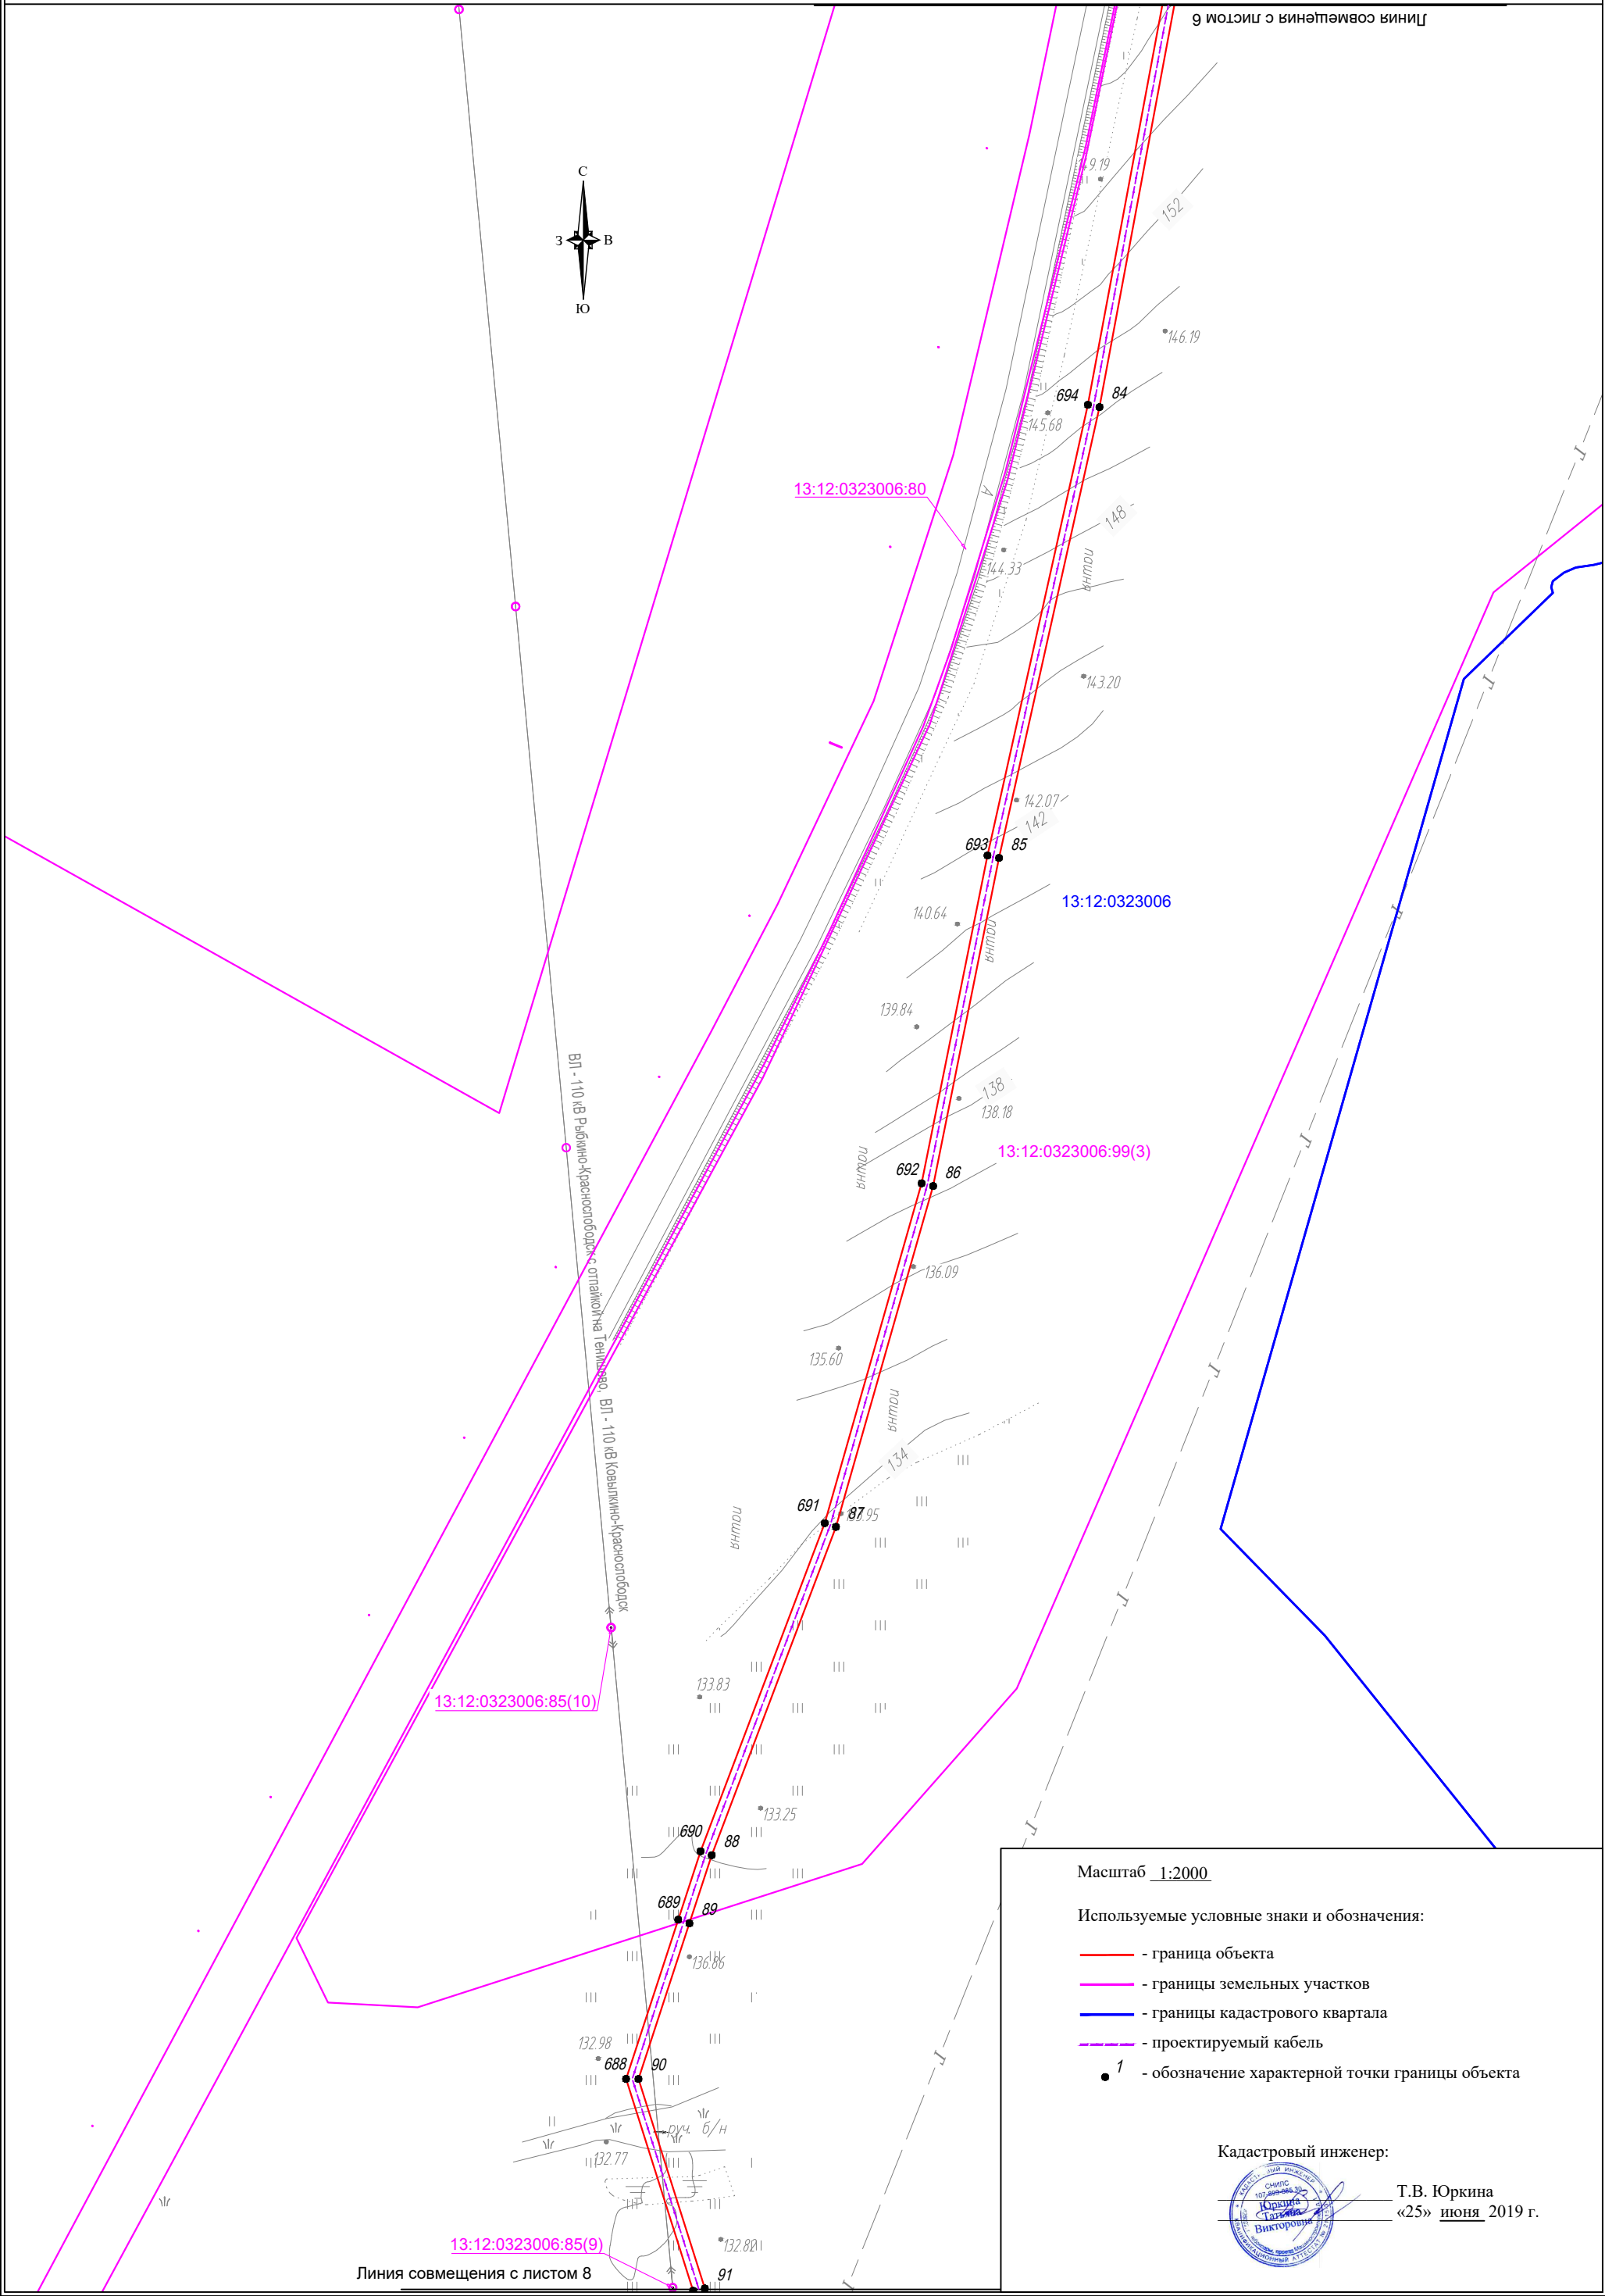 Линия совмещения с листом 6
С
З
В
Ю
152
146.19
694
84
145.68
13:12:0323006:80
А
148
144.33
пашня
143.20
142.07
142
693
85
13:12:0323006
140.64
пашня
139.84
138
138.18
13:12:0323006:99(3)
пашня
692
86
136.09
135.60
ВЛ - 110 кВ Рыбкино-Краснослободск с отпайкой на Тенишево, ВЛ - 110 кВ Ковылкино-Краснослободск
пашня
134
691
87
пашня
133.83
13:12:0323006:85(10)
133.25
690
88
689
89
136.86
132.98
688
90
руч. б/н
132.77
13:12:0323006:85(9)
132.80
91
Линия совмещения с листом 8
Г
Г
Г
Г
Г
Г
Г
Г
Г
Масштаб 1:2000
Используемые условные знаки и обозначения:
- граница объекта
- границы земельных участков
- границы кадастрового квартала
- проектируемый кабель
1 - обозначение характерной точки границы объекта
Кадастровый инженер:
Т.В. Юркина
«25» июня 2019 г.
СНИЛС
Юркина
Татьяна
Викторовна